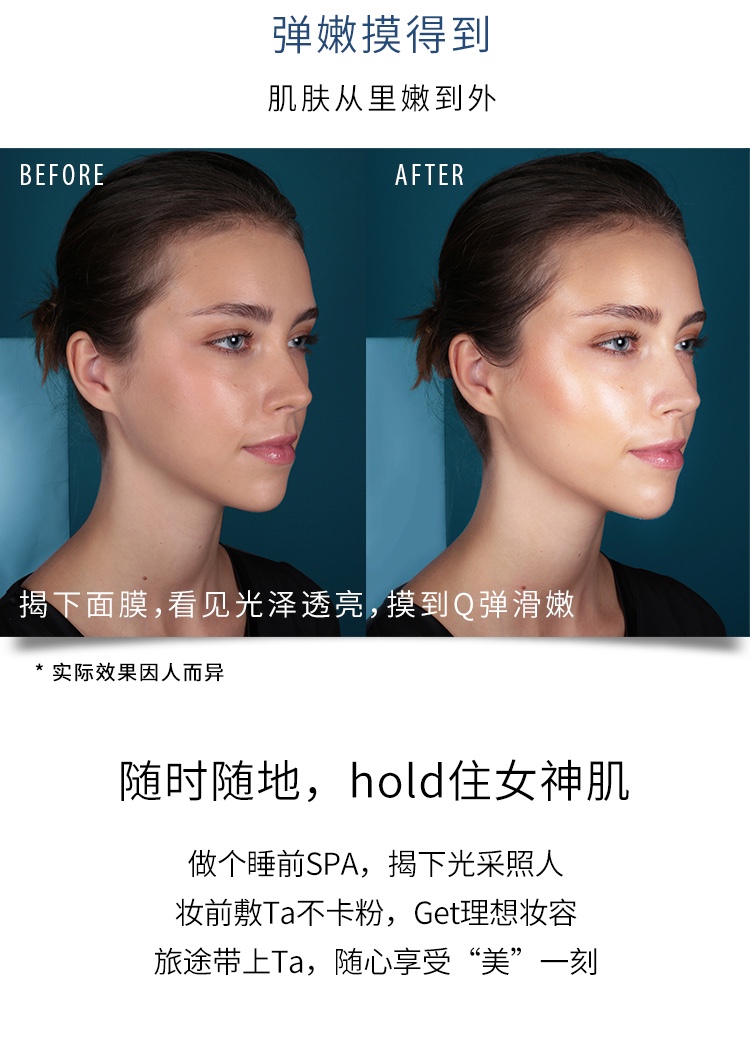 弹嫩摸得到
肌肤从里嫩到外
BEFORE
AFTER
揭下面膜,看见光泽透亮,摸到Q弹滑嫩
* 实际效果因人而异
随时随地，hold住女神肌
做个睡前SPA，揭下光采照人
妆前敷Ta不卡粉，Get理想妆容
旅途带上Ta，随心享受“美”一刻